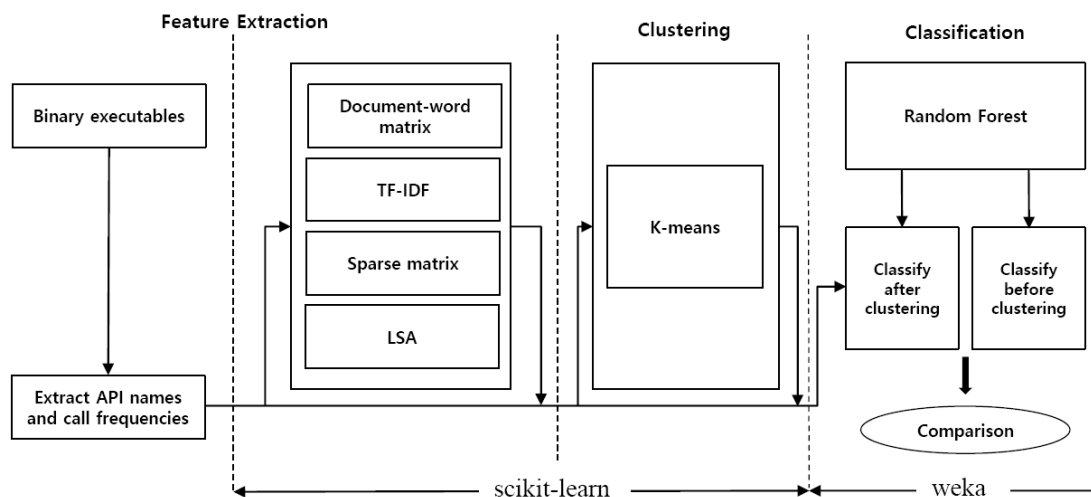 Feature Extraction
Clustering
Classification
Binary executables
Document-word
matrix
TF-IDF
Sparse matrix
LSA
K-means
Random Forest
Classify
after
clustering
Classify
before
clustering
Extract API names
and call frequencies
Comparison
scikit-learn
weka